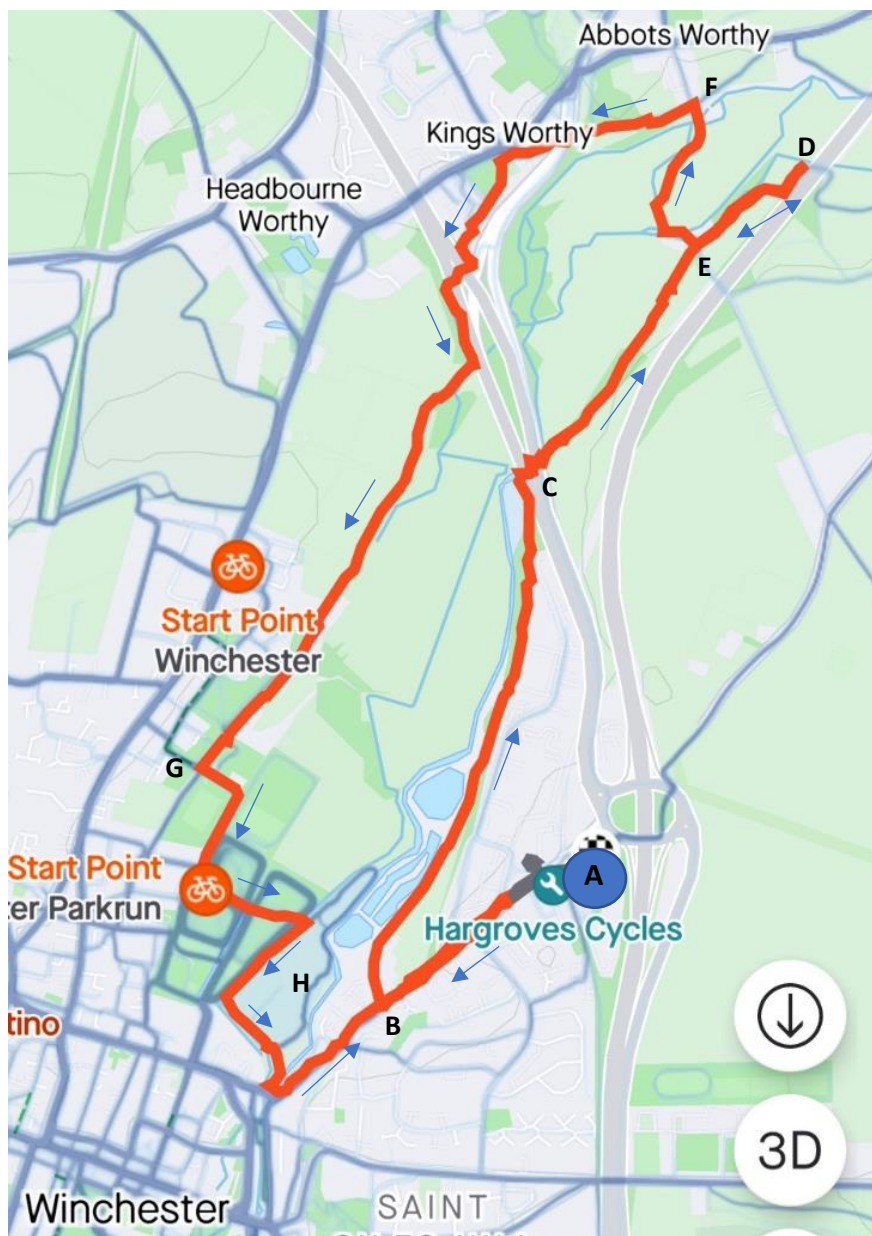 Abbots Worthy
F
Kings Worthy
D
Headbourne
Worthy
E
C
Start Point
Winchester
G
Start Point
er Parkrun
A
Hargroves Cycles
H
B
tino
3D
Winchester
SAINT